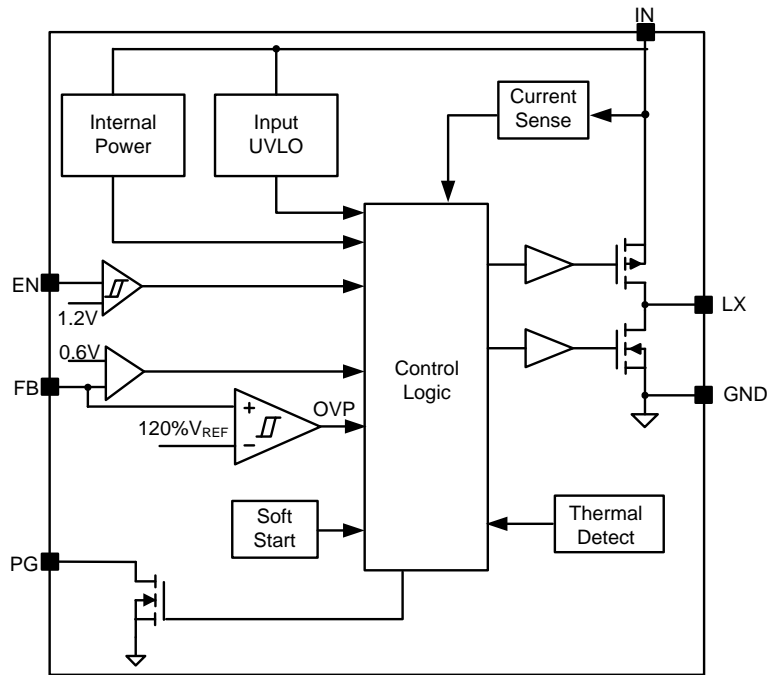 IN
Internal
Power
Input
UVLO
Current
Sense
EN
1.2V
0.6V
FB
120%VREF
+
−
OVP
Control
Logic
LX
GND
Soft
Start
Thermal
Detect
PG